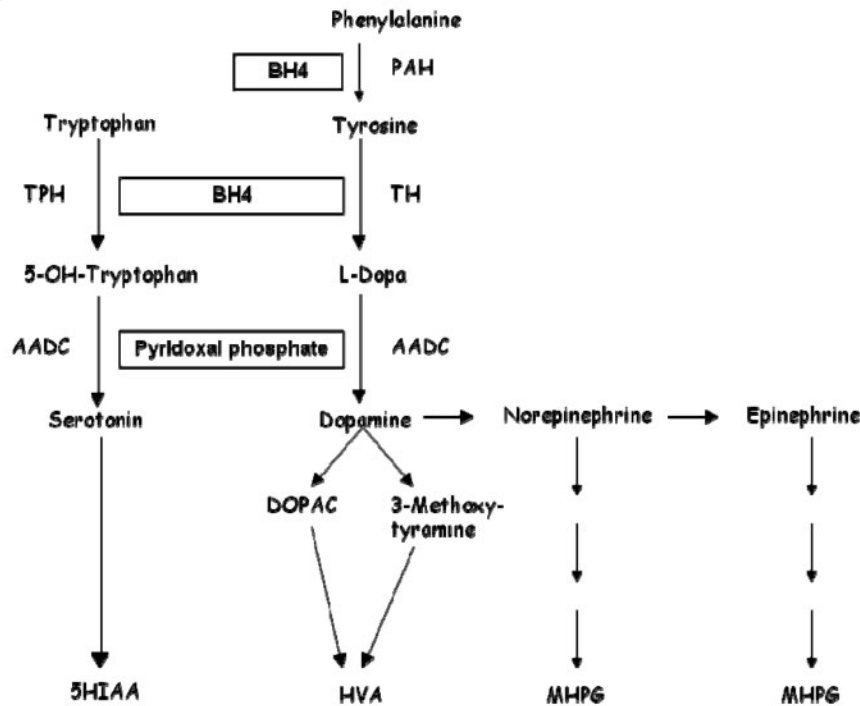 Phenylalanine
BH4 PAH
Tryptophan Tyrosine
TPH BH4 TH
5-OH-Tryptophan L-Dopa
AADC Pyridoxal phosphate AADC
Serotonin Dopamine Norepinephrine Epinephrine
DOPAC 3-Methoxy-
tyramine
5HIAA HVA MHPG MHPG